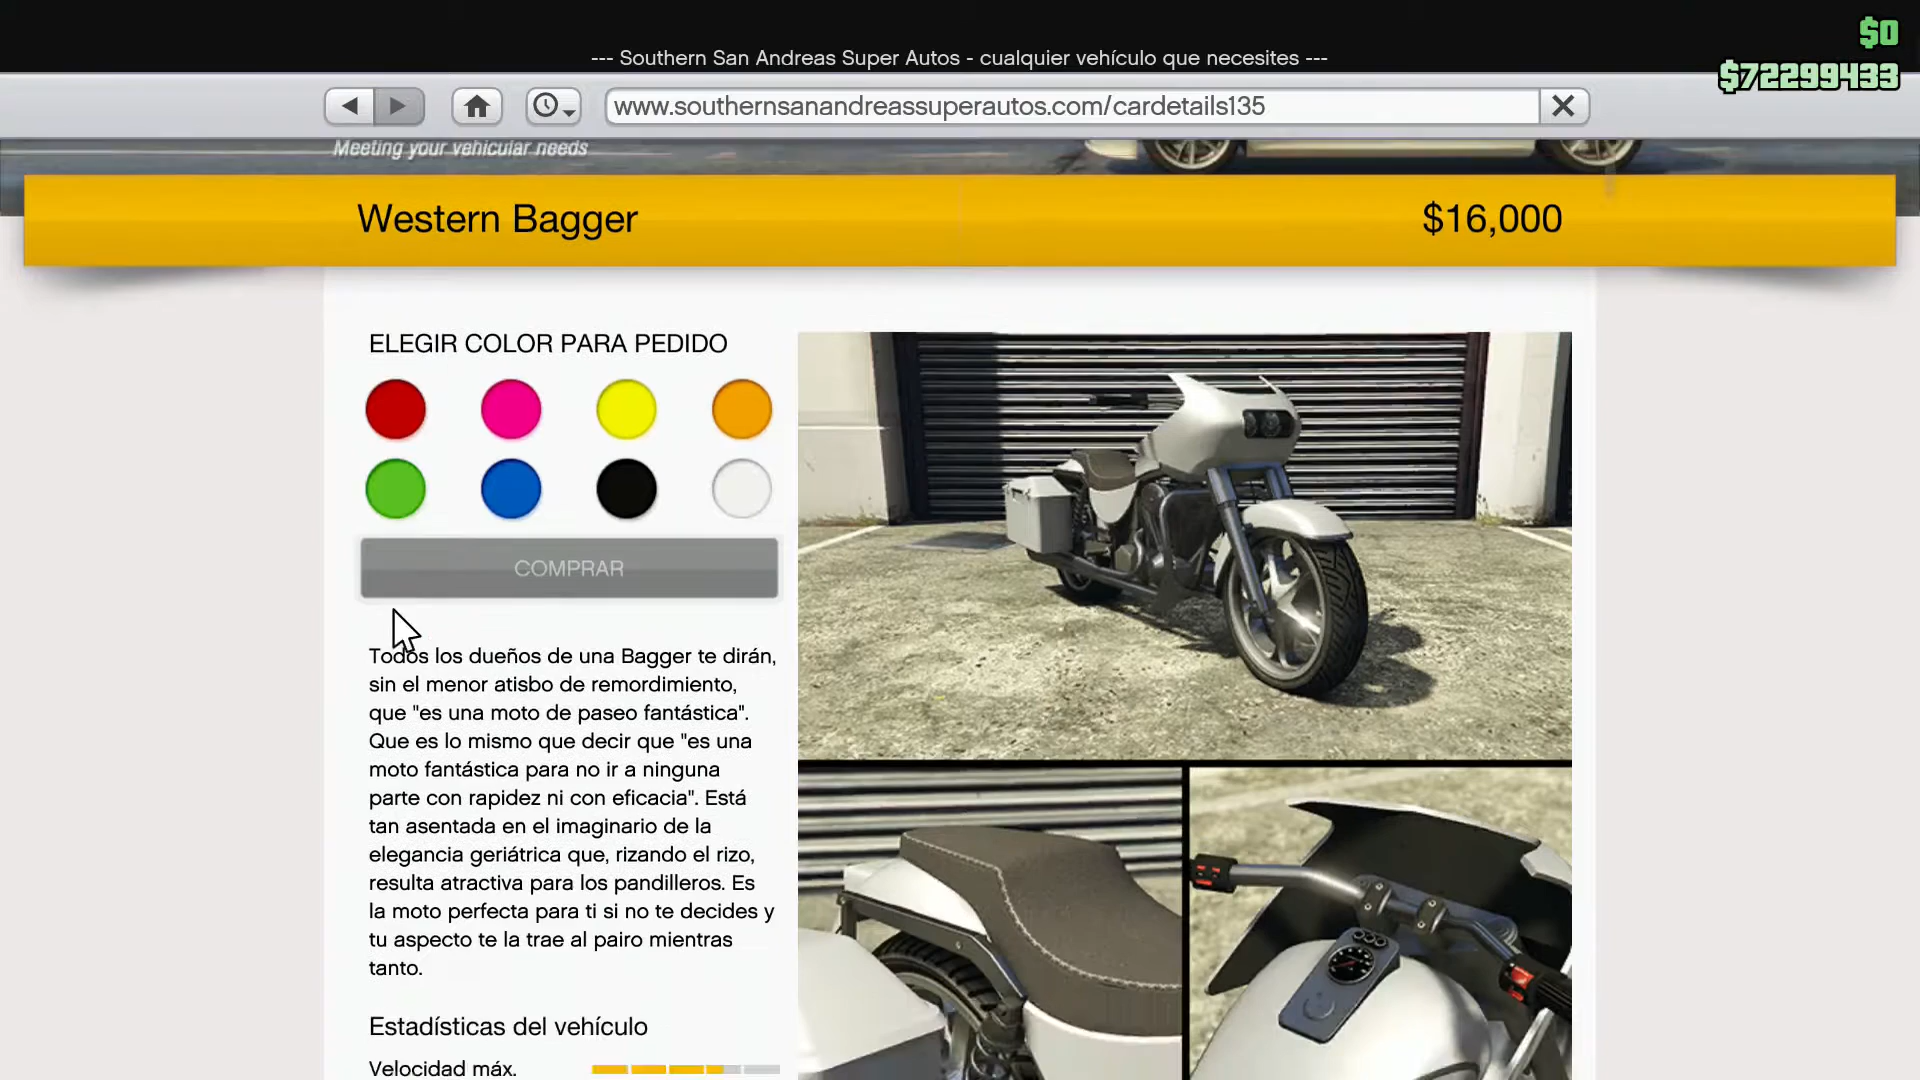 $0
--- Southern San Andreas Super Autos - cualquier vehículo que necesites ---
$72299433
www.southernsanandreassuperautos.com/cardetails135
Meeting your vehicular needs
Western Bagger
$16,000
ELEGIR COLOR PARA PEDIDO
COMPRAR
Todos los dueños de una Bagger te dirán,
sin el menor atisbo de remordimiento,
que "es una moto de paseo fantástica".
Que es lo mismo que decir que "es una
moto fantástica para no ir a ninguna
parte con rapidez ni con eficacia". Está
tan asentada en el imaginario de la
elegancia geriátrica que, rizando el rizo,
resulta atractiva para los pandilleros. Es
la moto perfecta para ti si no te decides y
tu aspecto te la trae al pairo mientras
tanto.
Estadísticas del vehículo
Velocidad máx.